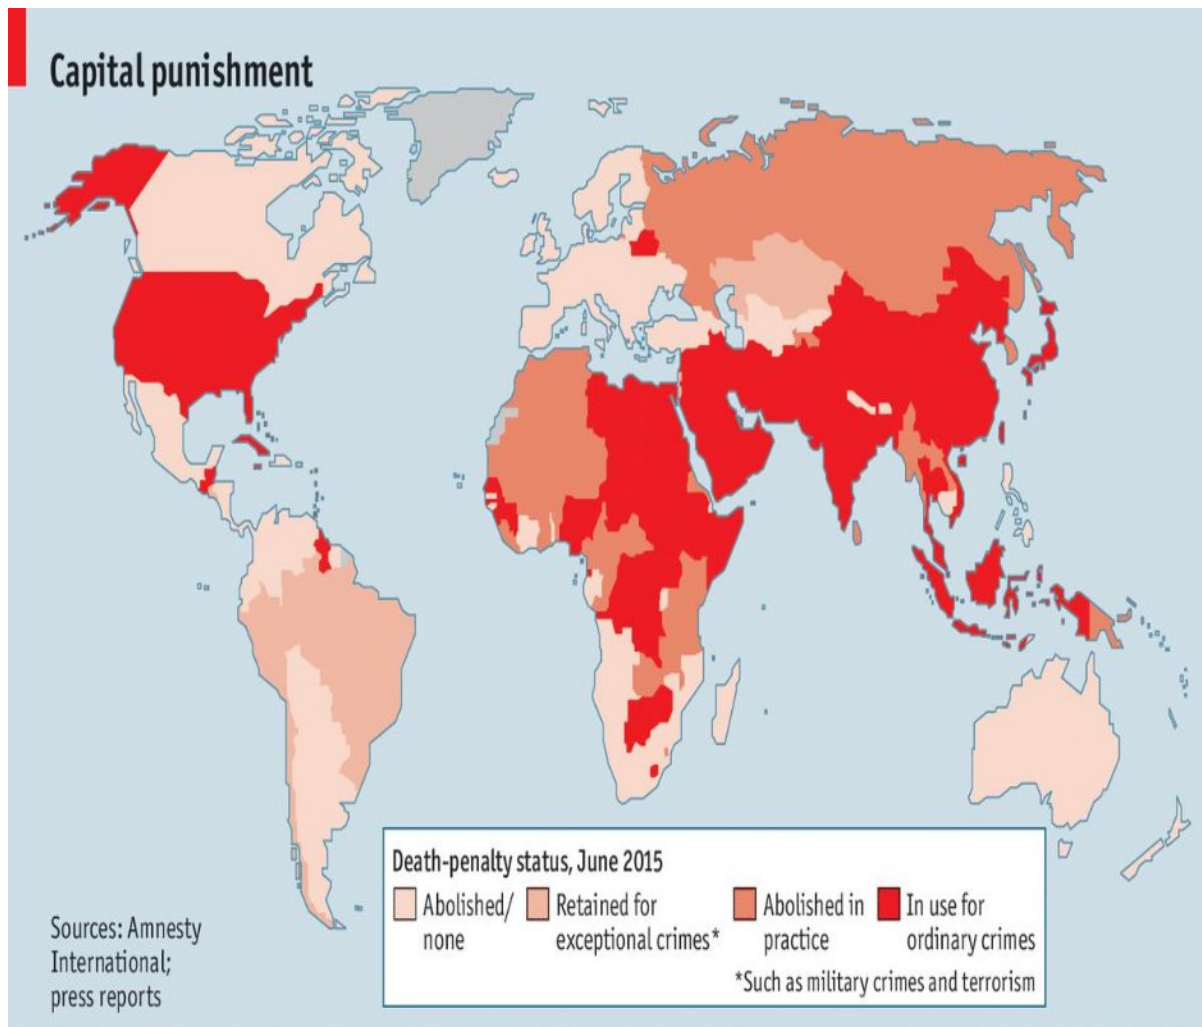 Capital punishment
Death-penalty status, June 2015
Abolished/
none
Retained for
exceptional crimes*
Abolished in
practice
In use for
ordinary crimes
*Such as military crimes and terrorism
Sources: Amnesty
International;
press reports